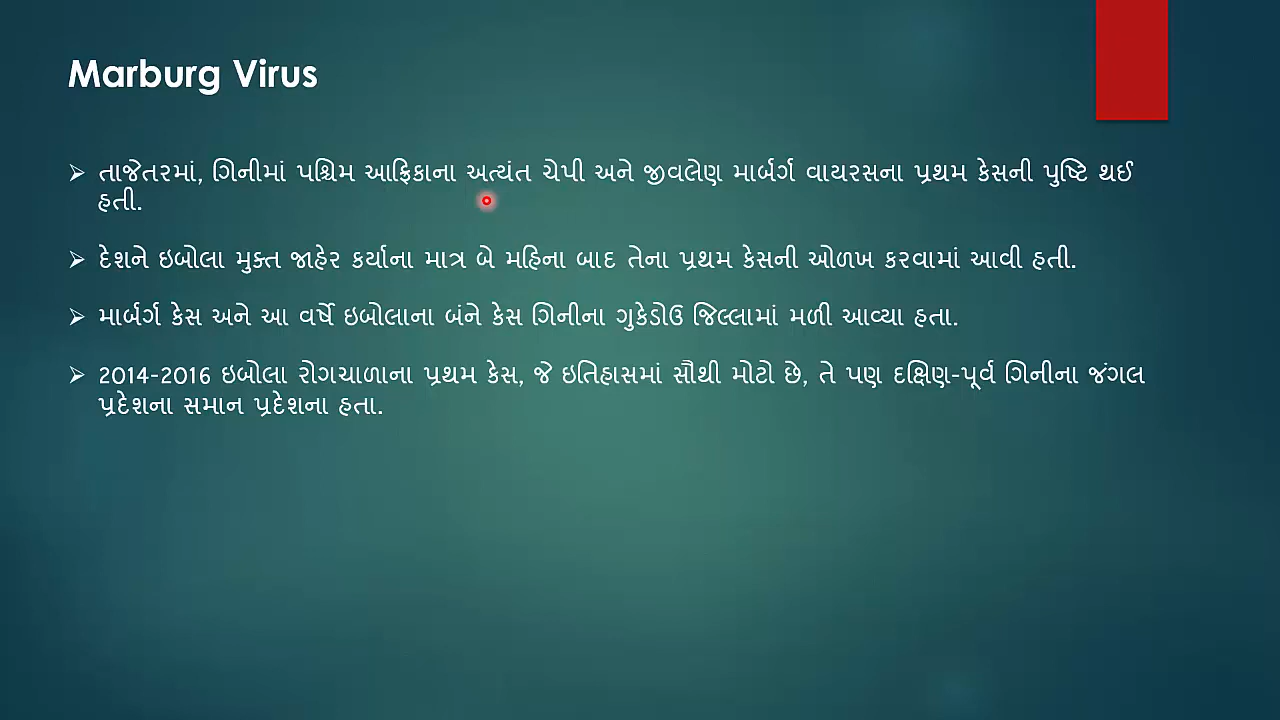 Marburg Virus
તાજેતરમાં, ગિનીમાં પશ્ચિમ આફ્રિકાના અત્યંત ચેપી અને જીવલેણ માર્બર્ગ વાયરસના પ્રથમ કેસની પુષ્ટિ થઈ
હતી.
દેશને ઇબોલા મુક્ત જાહેર કર્યાના માત્ર બે મહિના બાદ તેના પ્રથમ કેસની ઓળખ કરવામાં આવી હતી.
માર્બર્ગ કેસ અને આ વર્ષે ઇબોલાના બંને કેસ ગિનીના ગુકેડોઉ જિલ્લામાં મળી આવ્યા હતા.
2014-2016 ઇબોલા રોગચાળાના પ્રથમ કેસ, જે ઇતિહાસમાં સૌથી મોટો છે, તે પણ દક્ષિણ-પૂર્વ ગિનીના જંગલ
પ્રદેશના સમાન પ્રદેશના હતા.